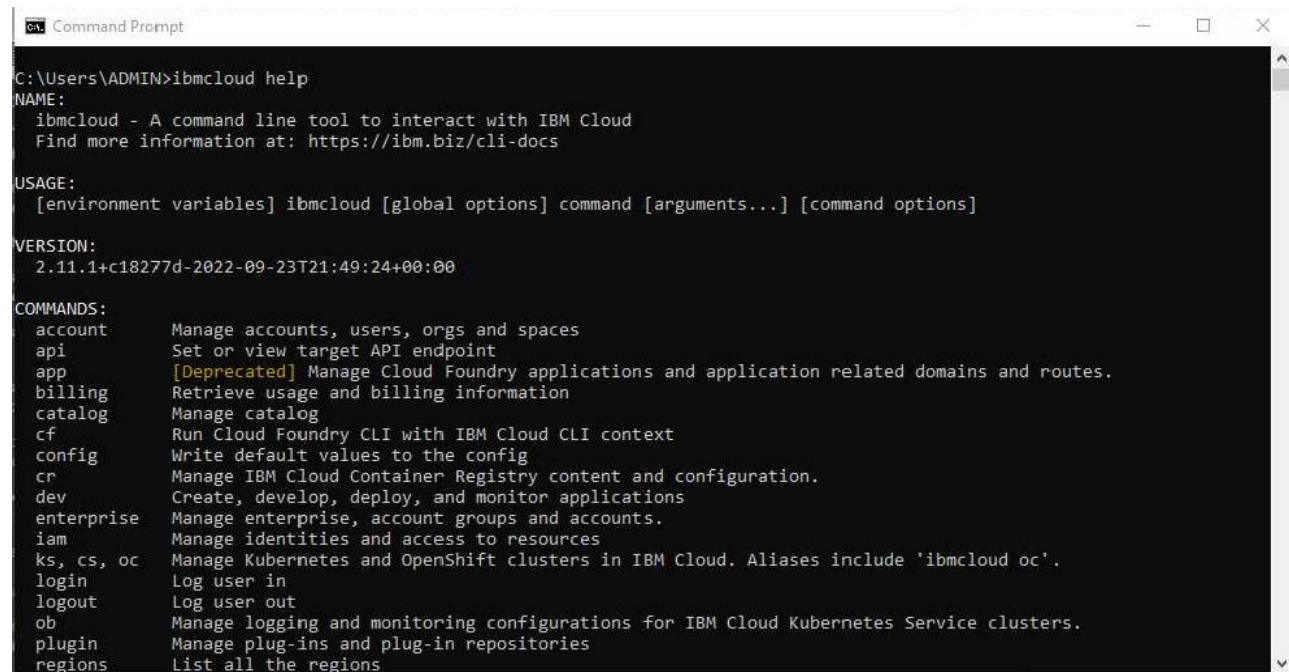 Command Prompt
C:\Users\ADMIN>ibmcloud help
NAME:
  ibmcloud - A command line tool to interact with IBM Cloud
  Find more information at: https://ibm.biz/cli-docs
USAGE:
  [environment variables] ibmcloud [global options] command [arguments...] [command options]
VERSION:
  2.11.1+c18277d-2022-09-23T21:49:24+00:00
COMMANDS:
  account      Manage accounts, users, orgs and spaces
  api          Set or view target API endpoint
  app          [Deprecated] Manage Cloud Foundry applications and application related domains and routes.
  billing      Retrieve usage and billing information
  catalog      Manage catalog
  cf           Run Cloud Foundry CLI with IBM Cloud CLI context
  config       Write default values to the config
  cr           Manage IBM Cloud Container Registry content and configuration.
  dev          Create, develop, deploy, and monitor applications
  enterprise   Manage enterprise, account groups and accounts.
  iam          Manage identities and access to resources
  ks, cs, oc   Manage Kubernetes and OpenShift clusters in IBM Cloud. Aliases include 'ibmcloud oc'.
  login        Log user in
  logout       Log user out
  ob           Manage logging and monitoring configurations for IBM Cloud Kubernetes Service clusters.
  plugin       Manage plug-ins and plug-in repositories
  regions      List all the regions